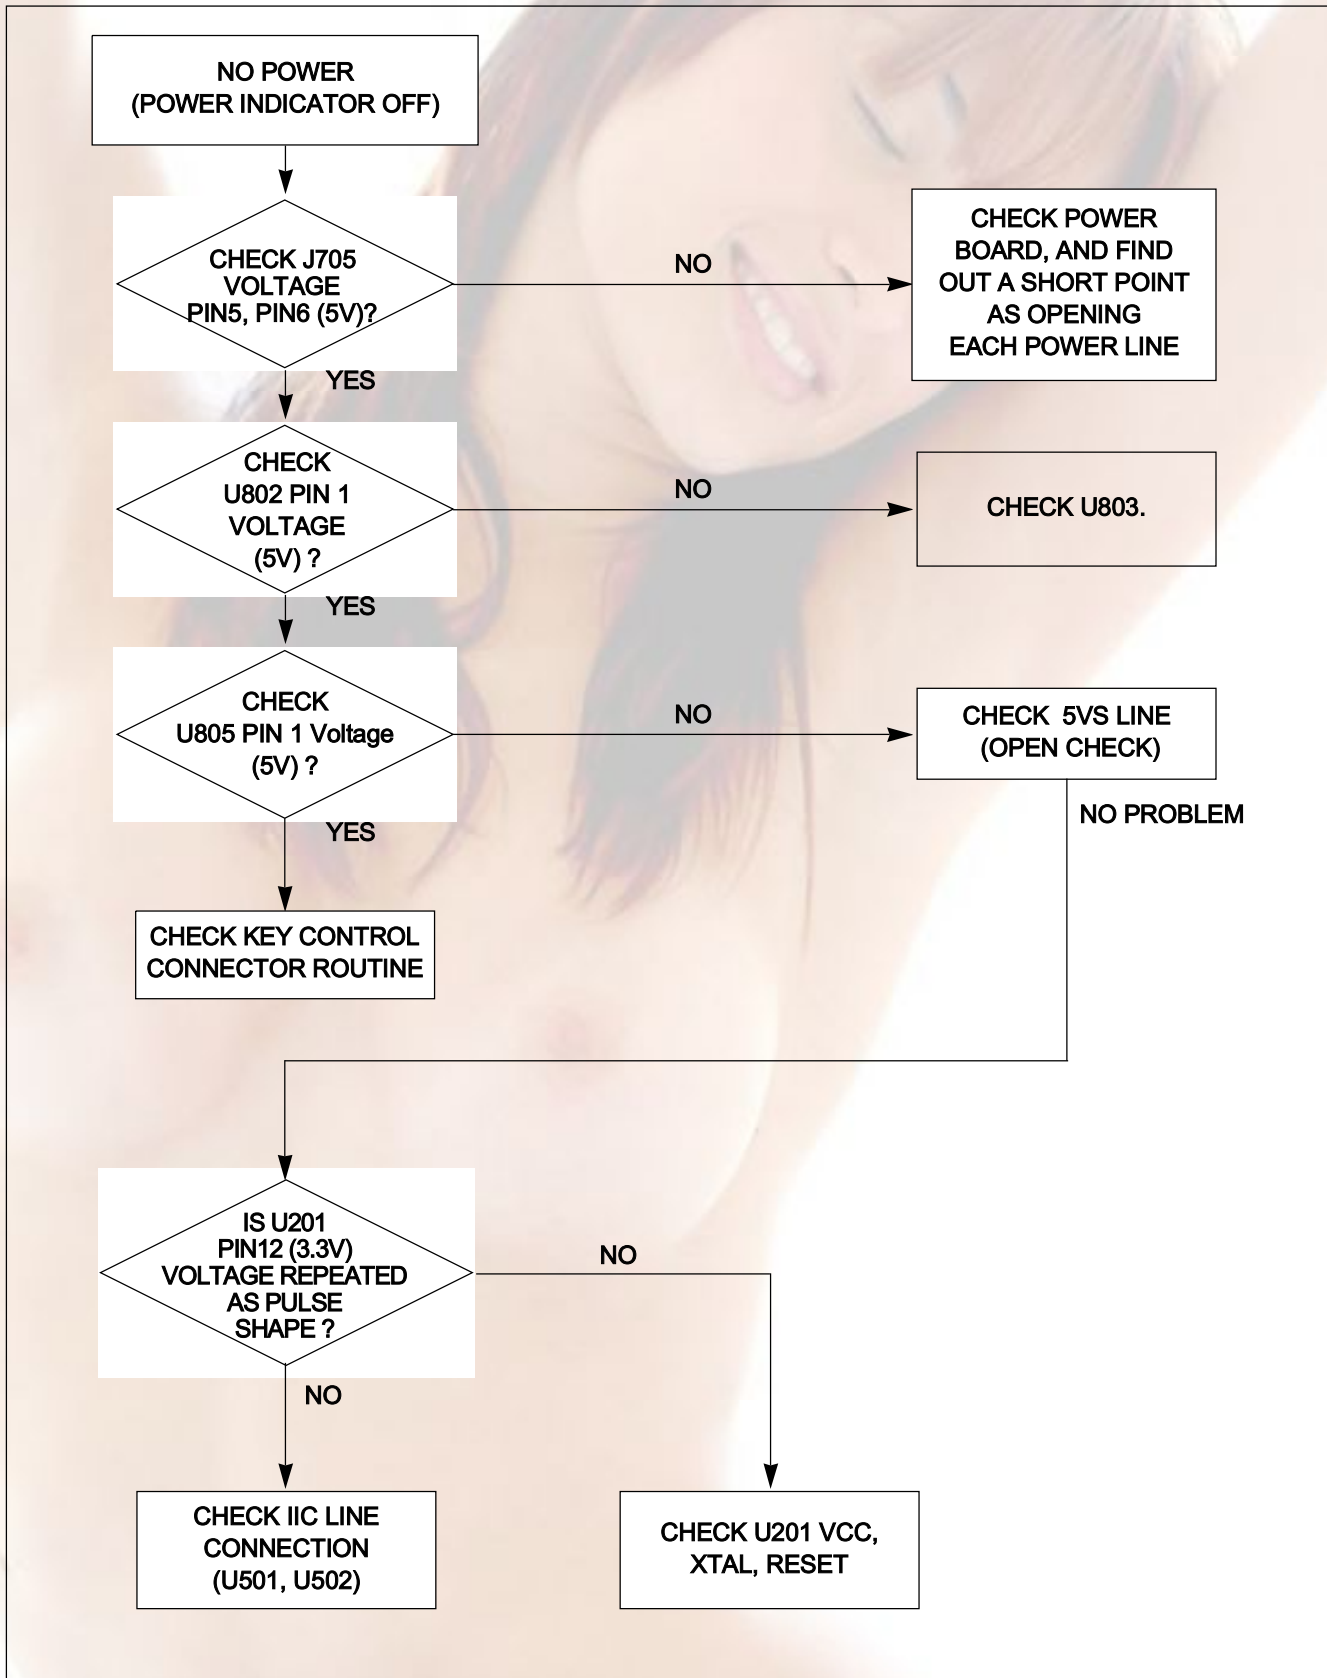 NO POWER
(POWER INDICATOR OFF)
CHECK J705
VOLTAGE
PIN5, PIN6 (5V)?
NO
CHECK POWER
BOARD, AND FIND
OUT A SHORT POINT
AS OPENING
EACH POWER LINE
YES
CHECK
U802 PIN 1
VOLTAGE
(5V) ?
NO
CHECK U803.
YES
CHECK
U805 PIN 1 Voltage
(5V) ?
NO
CHECK 5VS LINE
(OPEN CHECK)
NO PROBLEM
YES
CHECK KEY CONTROL
CONNECTOR ROUTINE
IS U201
PIN12 (3.3V)
VOLTAGE REPEATED
AS PULSE
SHAPE ?
NO
NO
CHECK IIC LINE
CONNECTION
(U501, U502)
CHECK U201 VCC,
XTAL, RESET